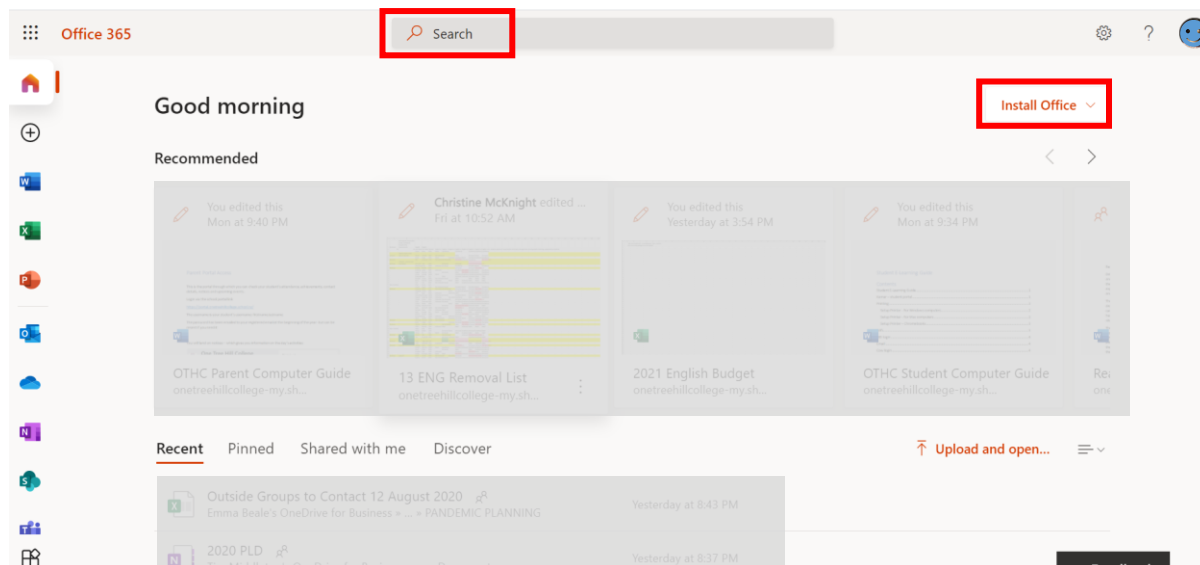 Office 365
Search
Good morning
Install Office
Recommended
You edited this
Mon at 9:40 PM
Christine McKnight edited ...
Fri at 10:52 AM
You edited this
Yesterday at 3:54 PM
You edited this
Mon at 9:34 PM
OTHC Parent Computer Guide
onetreehillcollege-my.sh...
13 ENG Removal List
onetreehillcollege-my.sh...
2021 English Budget
onetreehillcollege-my.sh...
OTHC Student Computer Guide
onetreehillcollege-my.sh...
Recent Pinned Shared with me Discover
Upload and open...
Outside Groups to Contact 12 August 2020
Emma Beale's OneDrive for Business » ... » PANDEMIC PLANNING
Yesterday at 8:43 PM
2020 PLD
Yesterday at 8:37 PM